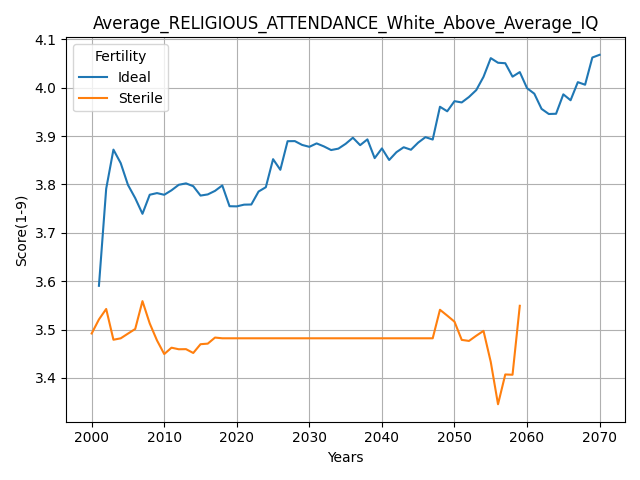 Average_RELIGIOUS_ATTENDANCE_White_Above_Average_IQ
Fertility
Ideal
Sterile
Score(1-9)
4.1
4.0
3.9
3.8
3.7
3.6
3.5
3.4
2000 2010 2020 2030 2040 2050 2060 2070
Years